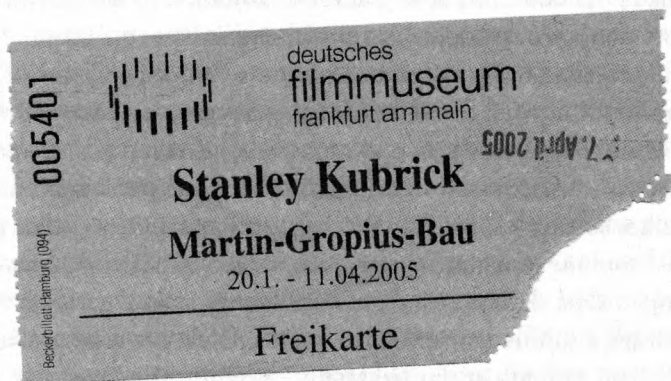 deutsches
filmmuseum
frankfurt am main
005401
7. April 2005
Stanley Kubrick
Martin-Gropius-Bau
20.1. - 11.04.2005
Beckerbillett Hamburg (094)
Freikarte